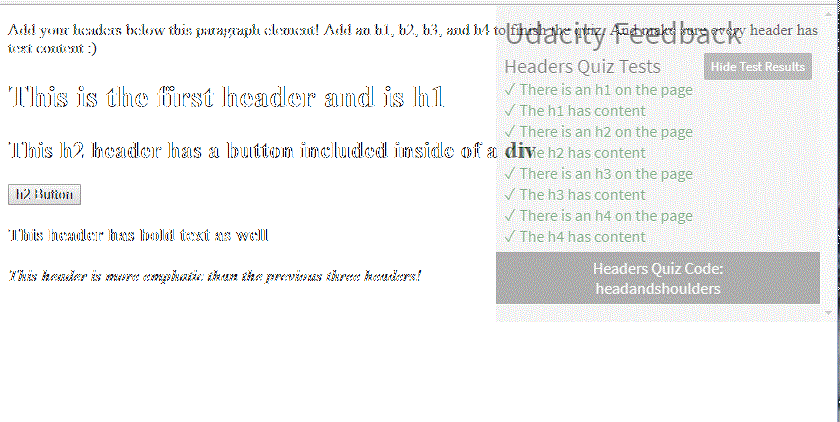 Add your headers below this paragraph element! Add an h1, h2, h3, and h4 to finish the quiz. And make sure every header has
text content :)
This is the first header and is h1
This h2 header has a button included inside of a div
h2 Button
This header has bold text as well
This header is more emphatic than the previous three headers!
Udacity Feedback
Headers Quiz Tests
Hide Test Results
✓ There is an h1 on the page
✓ The h1 has content
✓ There is an h2 on the page
✓ The h2 has content
✓ There is an h3 on the page
✓ The h3 has content
✓ There is an h4 on the page
✓ The h4 has content
Headers Quiz Code:
headandshoulders